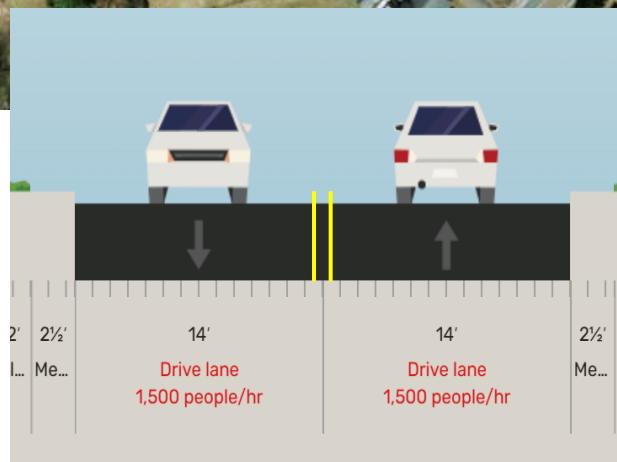 2′ 2½′ 14′ 14′ 2½′
l... Me... Drive lane Drive lane Me...
1,500 people/hr 1,500 people/hr